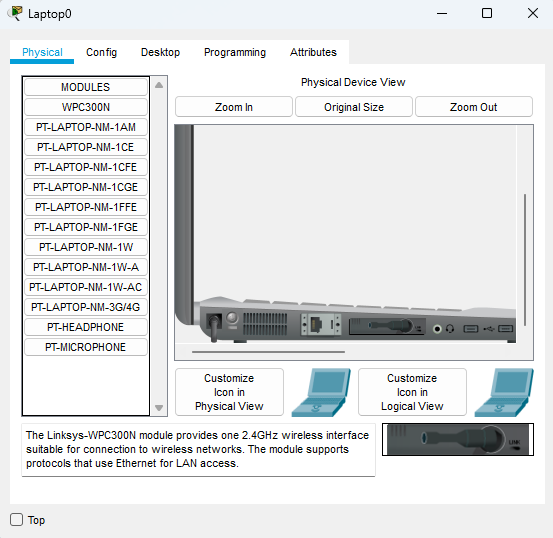 Laptop0
Physical
Config
Desktop
Programming
Attributes
MODULES
WPC300N
PT-LAPTOP-NM-1AM
PT-LAPTOP-NM-1CE
PT-LAPTOP-NM-1CFE
PT-LAPTOP-NM-1CGE
PT-LAPTOP-NM-1FFE
PT-LAPTOP-NM-1FGE
PT-LAPTOP-NM-1W
PT-LAPTOP-NM-1W-A
PT-LAPTOP-NM-1W-AC
PT-LAPTOP-NM-3G/4G
PT-HEADPHONE
PT-MICROPHONE
Physical Device View
Zoom In
Original Size
Zoom Out
Customize
Icon in
Physical View
Customize
Icon in
Logical View
The Linksys-WPC300N module provides one 2.4GHz wireless interface
suitable for connection to wireless networks. The module supports
protocols that use Ethernet for LAN access.
LINK
Top